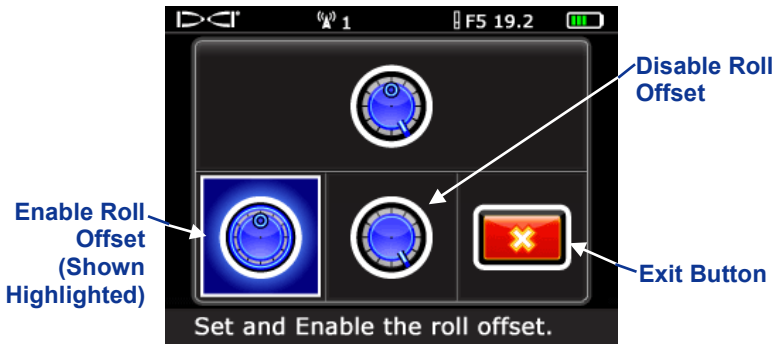 DCI
1
F5 19.2
Disable Roll
Offset
Enable Roll
Offset
(Shown
Highlighted)
Exit Button
Set and Enable the roll offset.